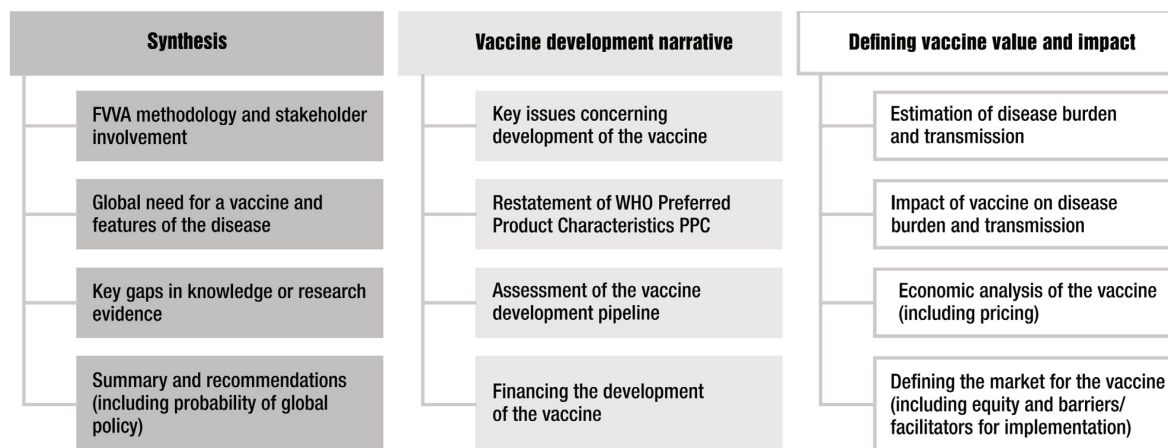 Synthesis
FVVA methodology and stakeholder
involvement
Global need for a vaccine and
features of the disease
Key gaps in knowledge or research
evidence
Summary and recommendations
(including probability of global
policy)
Vaccine development narrative
Key issues concerning
development of the vaccine
Restatement of WHO Preferred
Product Characteristics PPC
Assessment of the vaccine
development pipeline
Financing the development
of the vaccine
Defining vaccine value and impact
Estimation of disease burden
and transmission
Impact of vaccine on disease
burden and transmission
Economic analysis of the vaccine
(including pricing)
Defining the market for the vaccine
(including equity and barriers/
facilitators for implementation)